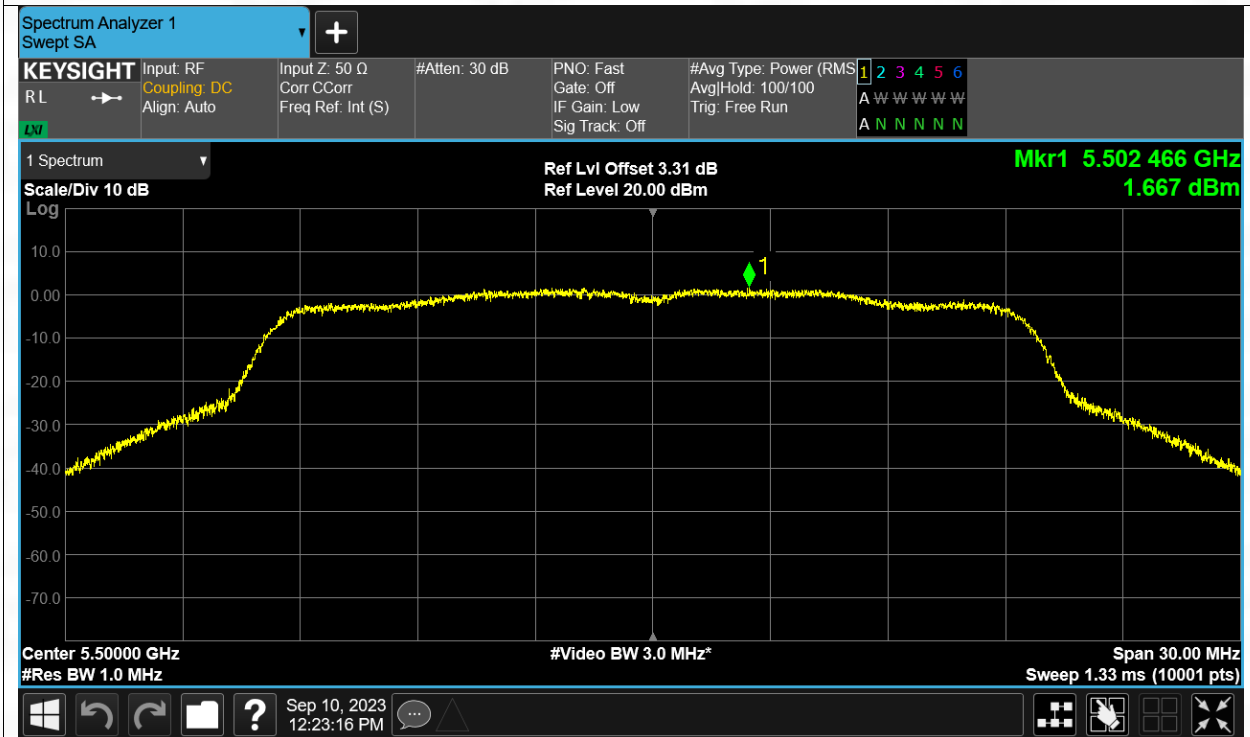 Spectrum Analyzer 1
Swept SA
KEYSIGHT
R L
LXI
Input: RF
Coupling: DC
Align: Auto
Input Z: 50 Ω
Corr CCorr
Freq Ref: Int (S)
#Atten: 30 dB
PNO: Fast
Gate: Off
IF Gain: Low
Sig Track: Off
#Avg Type: Power (RMS
Avg|Hold: 100/100
Trig: Free Run
1 2 3 4 5 6
A W W W W W
A N N N N N
1 Spectrum
Scale/Div 10 dB
Log
Ref Lvl Offset 3.31 dB
Ref Level 20.00 dBm
Mkr1 5.502 466 GHz
1.667 dBm
1
10.0
0.00
-10.0
-20.0
-30.0
-40.0
-50.0
-60.0
-70.0
Center 5.50000 GHz
#Res BW 1.0 MHz
#Video BW 3.0 MHz*
Span 30.00 MHz
Sweep 1.33 ms (10001 pts)
?
Sep 10, 2023
12:23:16 PM